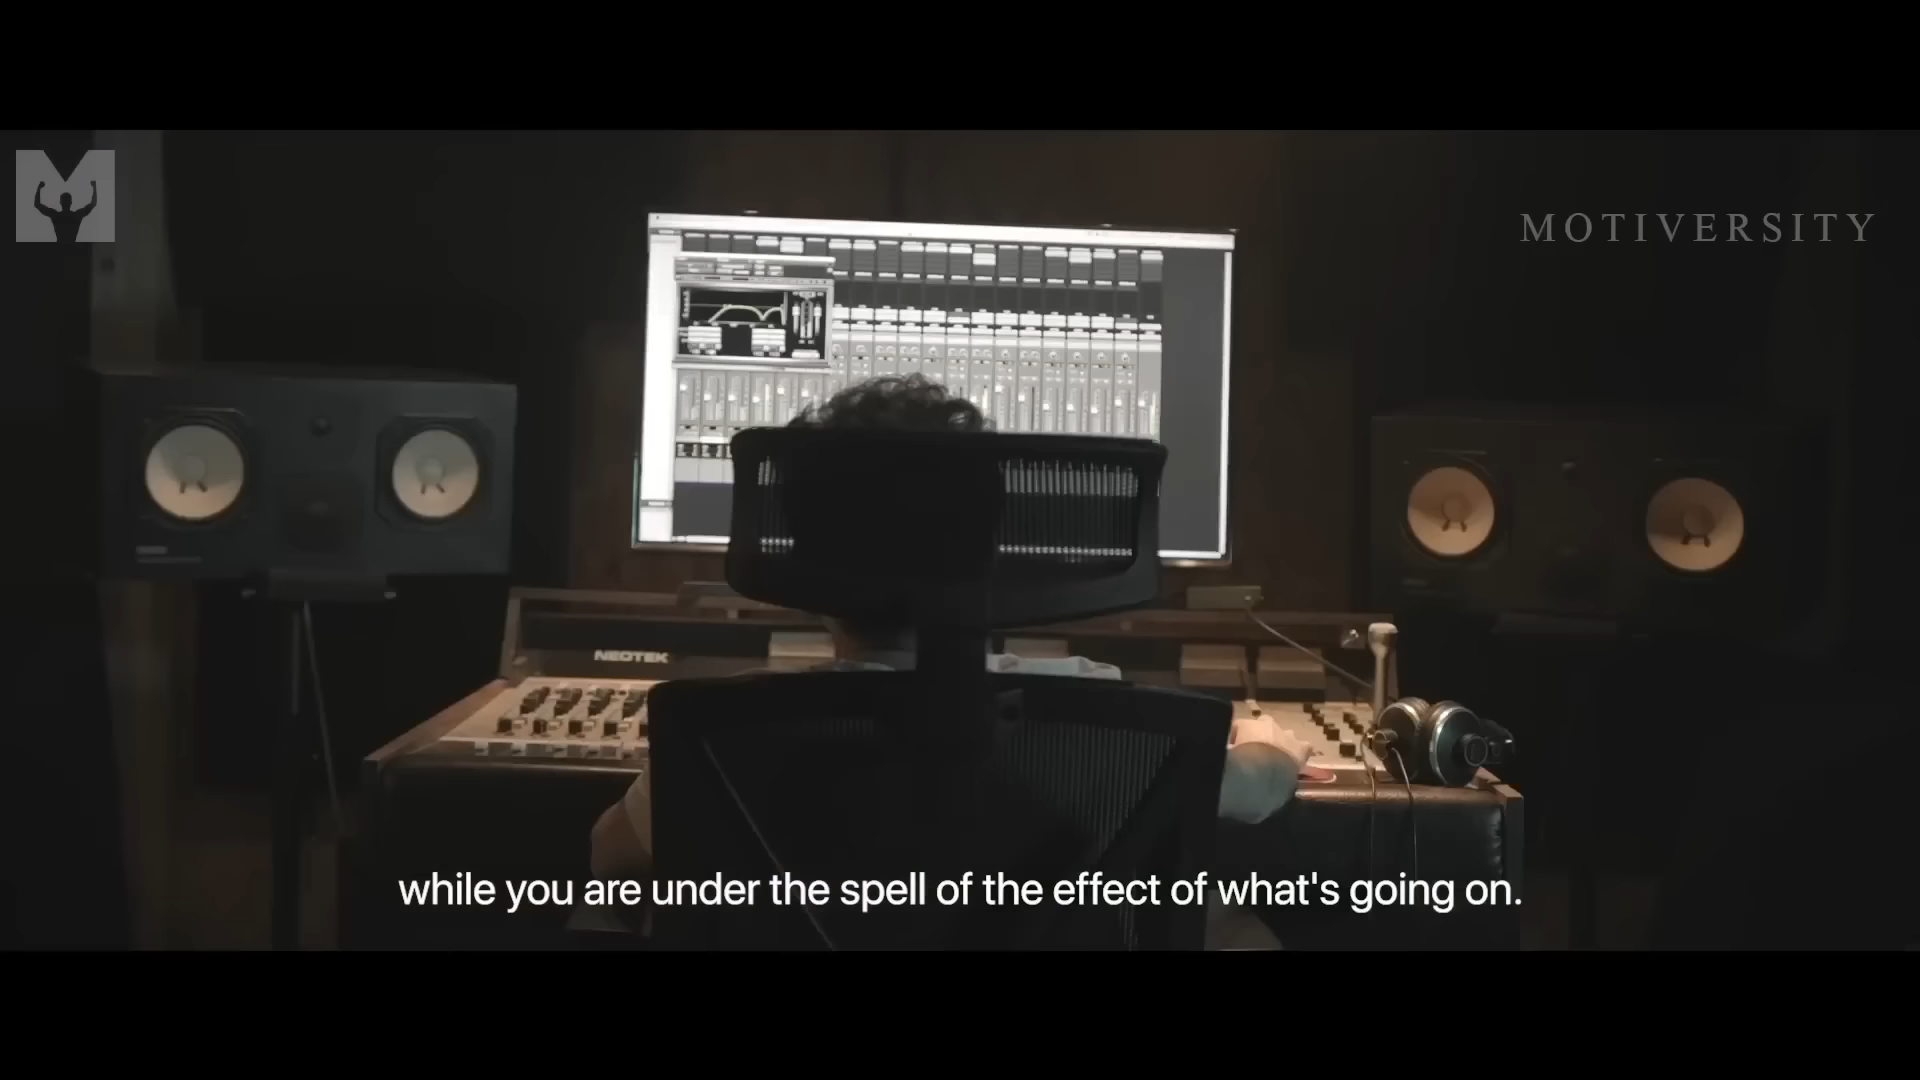 MOTIVERSITY
NEOTEK
while you are under the spell of the effect of what's going on.